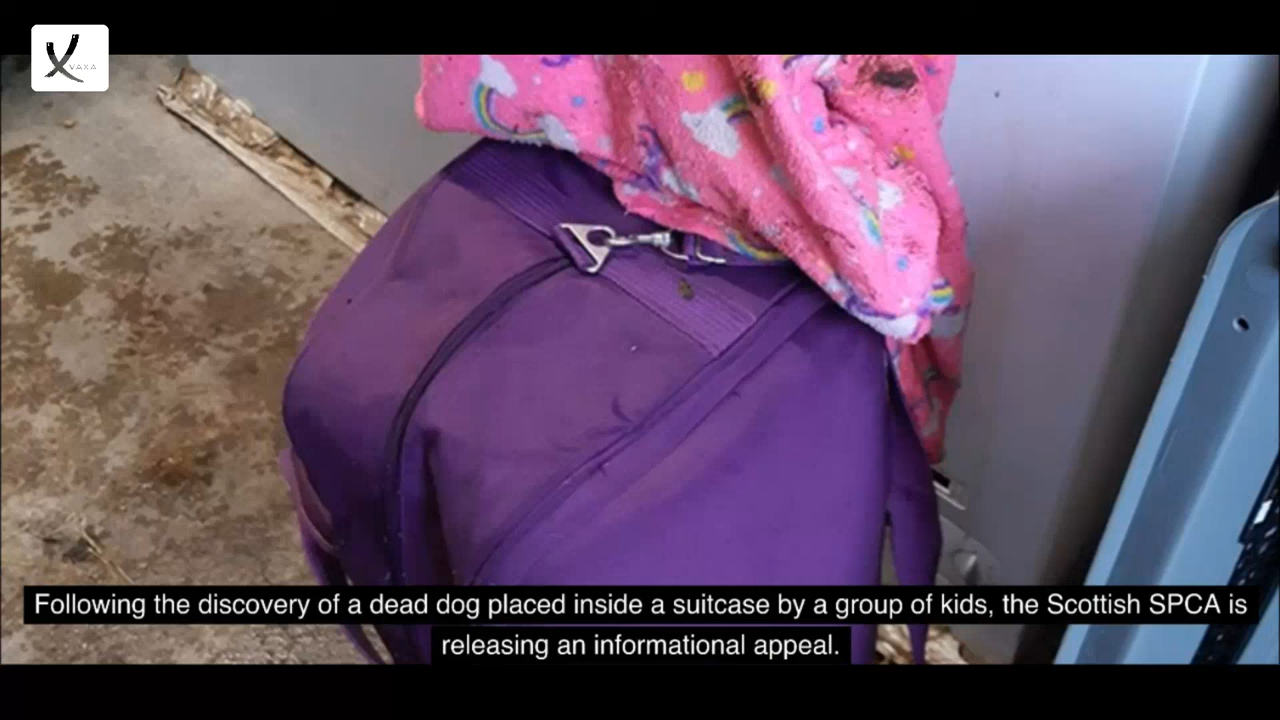 VAXA
Following the discovery of a dead dog placed inside a suitcase by a group of kids, the Scottish SPCA is
releasing an informational appeal.